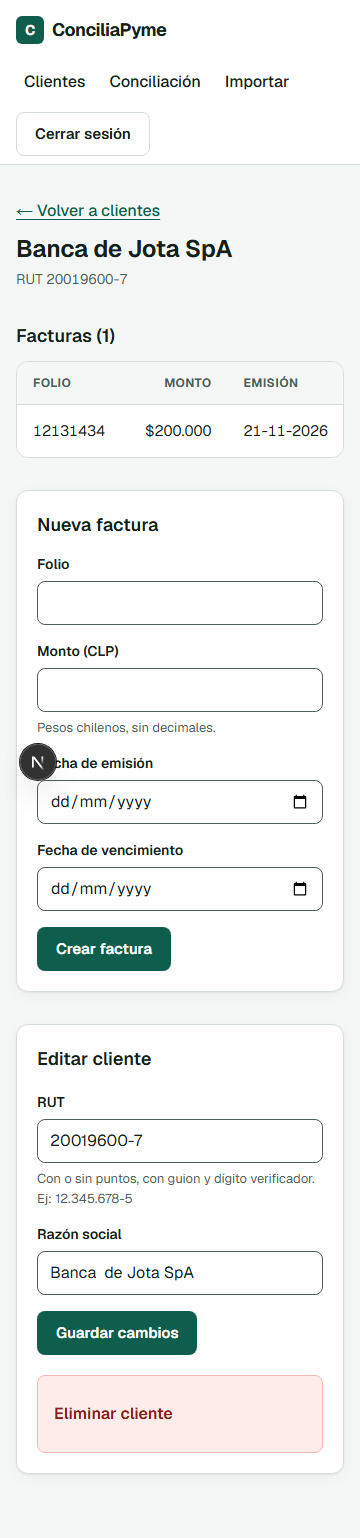 C ConciliaPyme
Clientes Conciliación Importar
Cerrar sesión
← Volver a clientes
Banca de Jota SpA
RUT 20019600-7
Facturas (1)
FOLIO MONTO EMISIÓN
12131434 $200.000 21-11-2026
Nueva factura
Folio
Monto (CLP)
Pesos chilenos, sin decimales.
N
cha de emisión
dd/mm/yyyy
Fecha de vencimiento
dd/mm/yyyy
Crear factura
Editar cliente
RUT
20019600-7
Con o sin puntos, con guion y dígito verificador.
Ej: 12.345.678-5
Razón social
Banca  de Jota SpA
Guardar cambios
Eliminar cliente